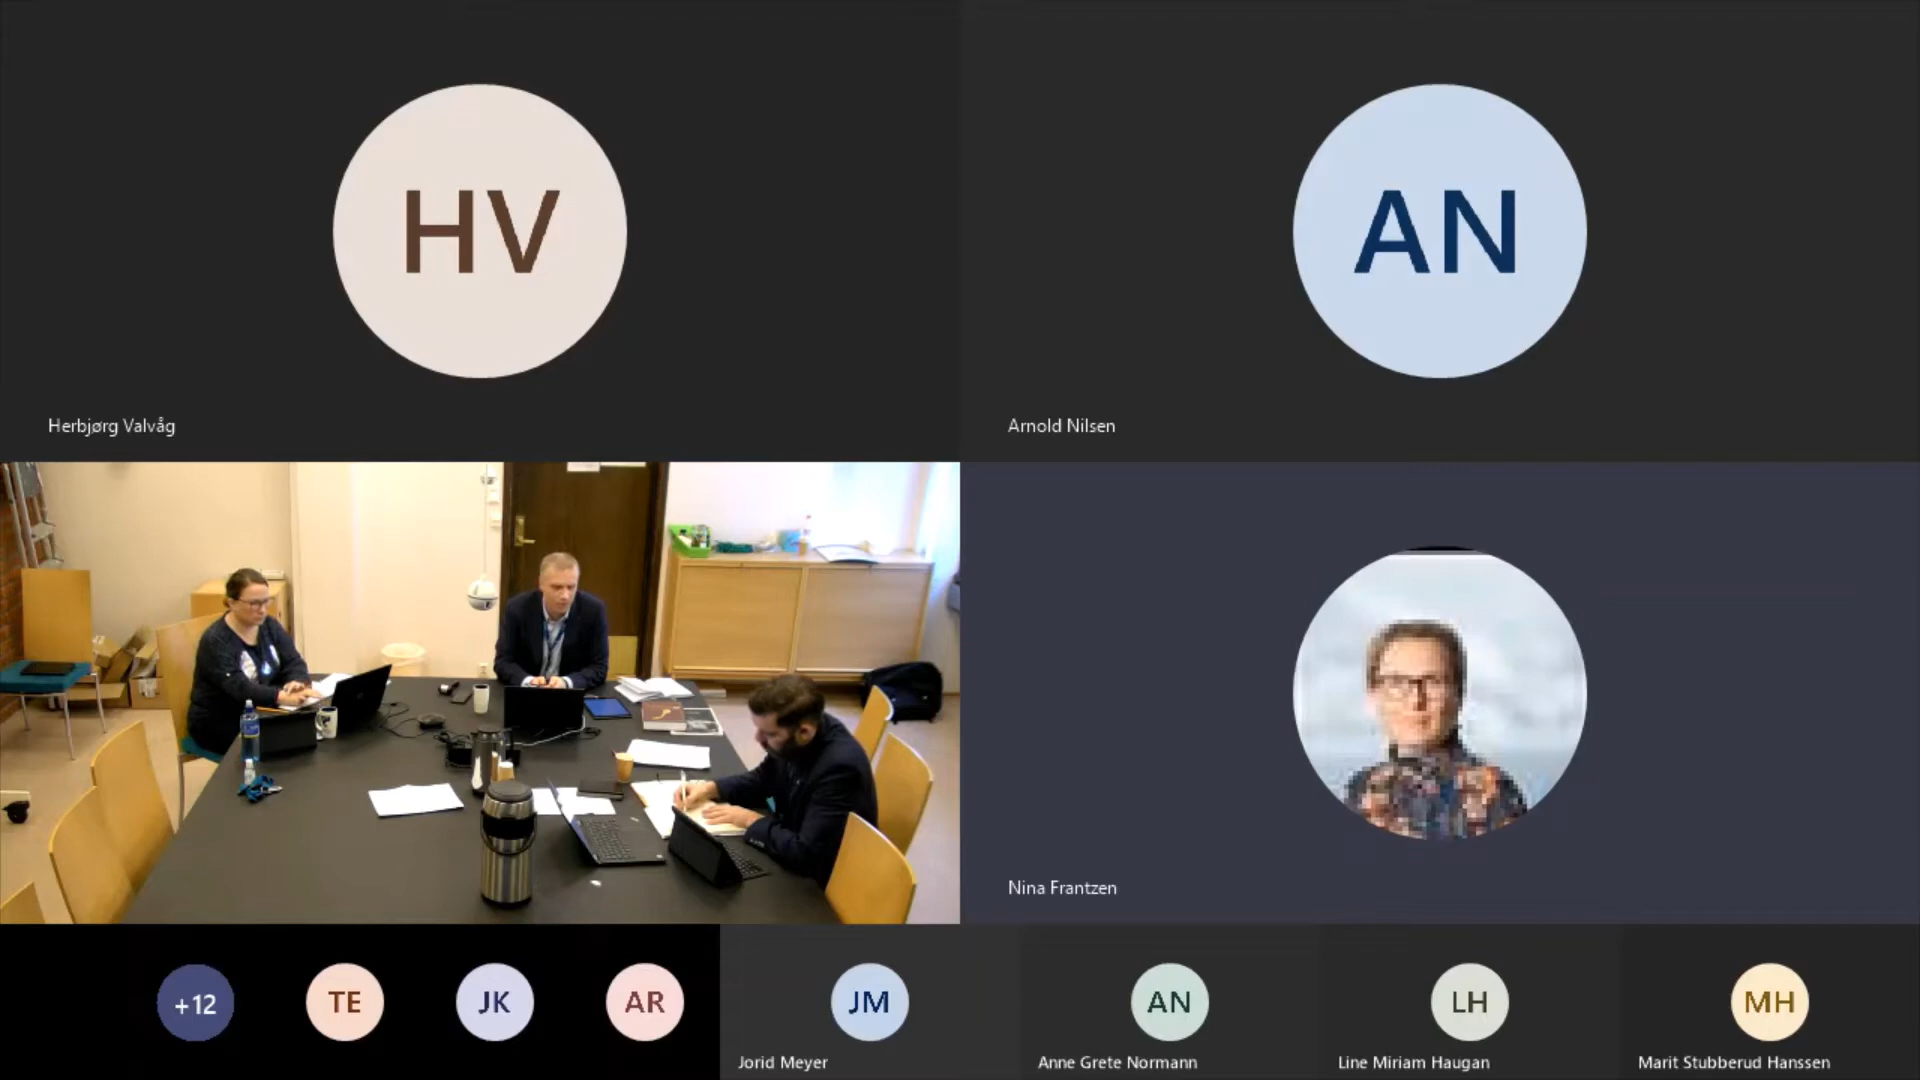 HV
AN
Herbjørg Valvåg
Arnold Nilsen
Nina Frantzen
+12
TE
JK
AR
JM
AN
LH
MH
Jorid Meyer
Anne Grete Normann
Line Miriam Haugan
Marit Stubberud Hanssen